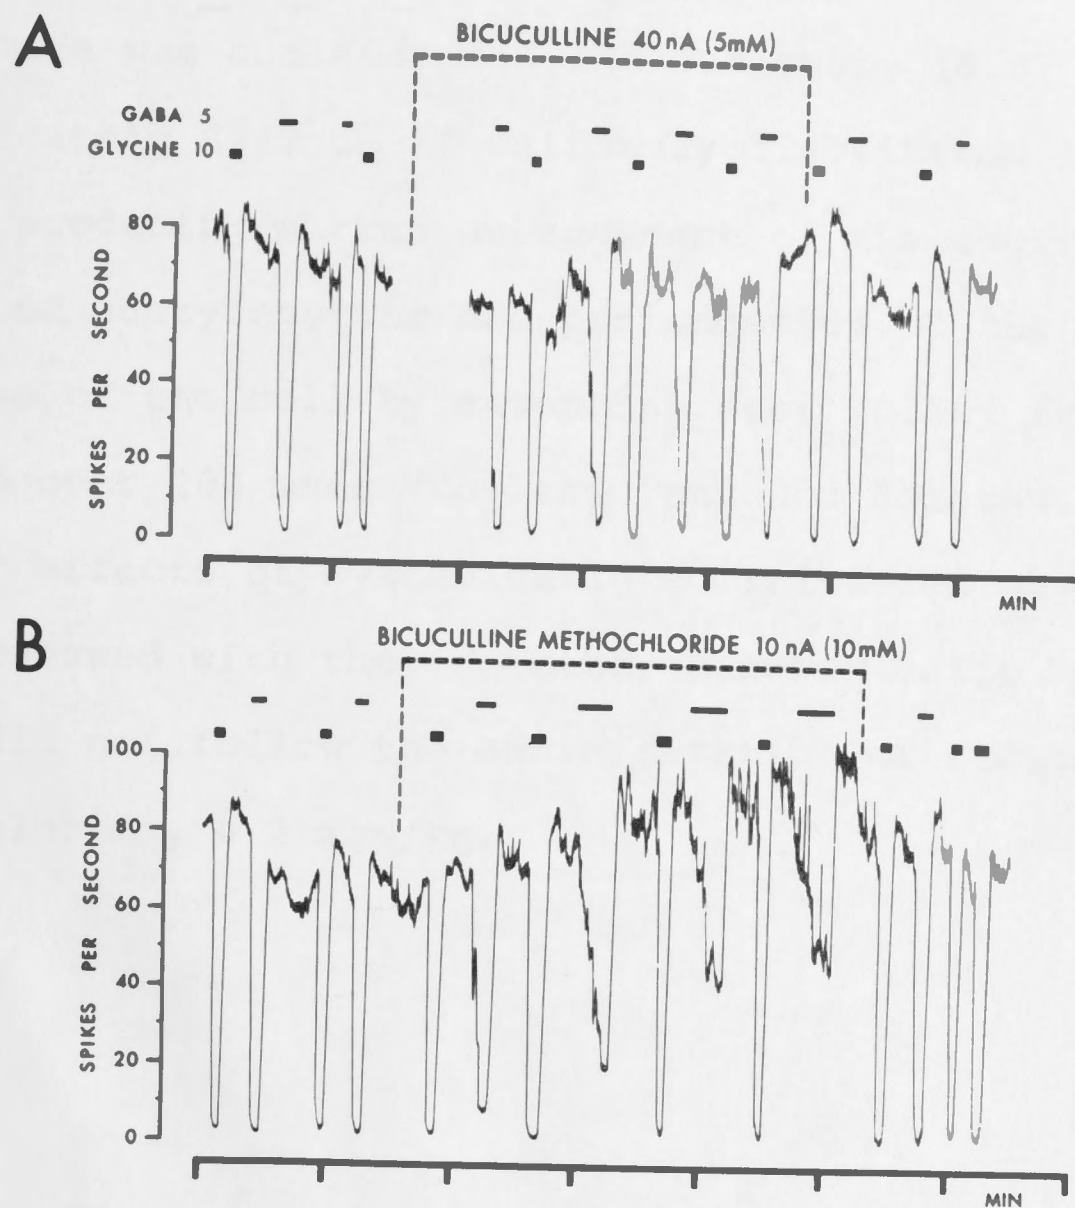 A
BICUCULLINE 40 nA (5mM)
GABA 5
GLYCINE 10
80
60
40
20
0
SPIKES PER SECOND
MIN
B
BICUCULLINE METHOCHLORIDE 10 nA (10mM)
100
80
60
40
20
0
SPIKES PER SECOND
MIN